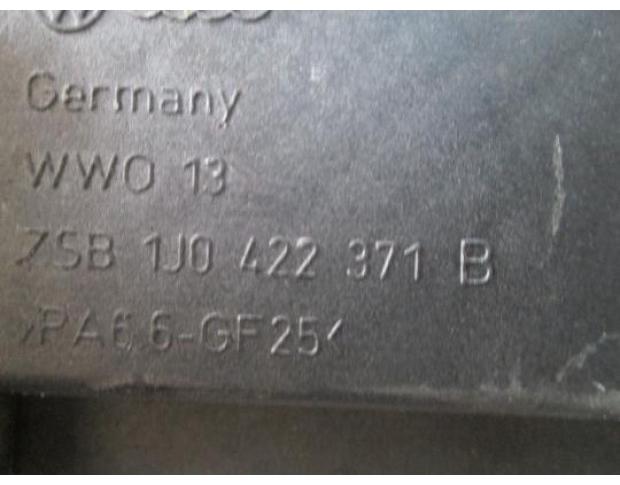 Germany
WWO 13
ZSB 1J0 422 371 B
>PA6.6-GF25<